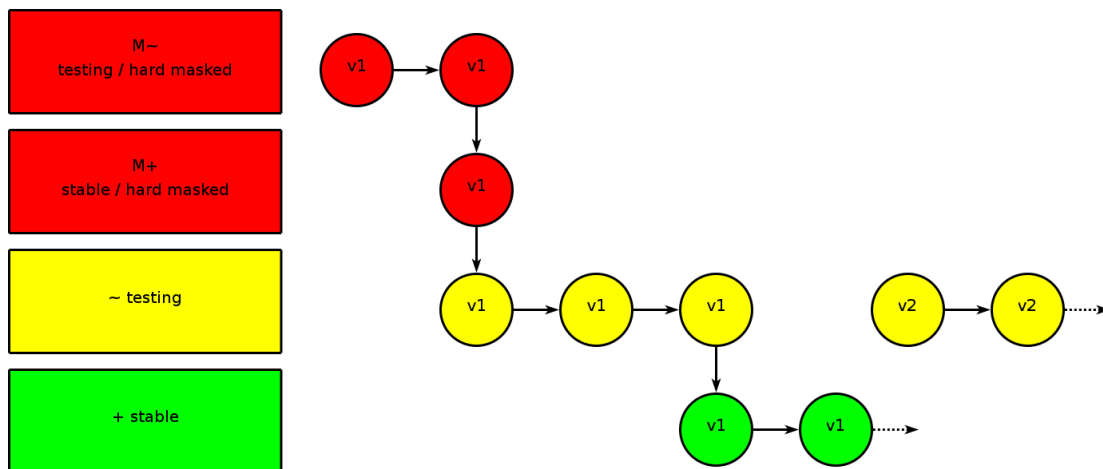 M~
testing / hard masked
v1
v1
M+
stable / hard masked
v1
~ testing
v1
v1
v1
v2
v2
+ stable
v1
v1